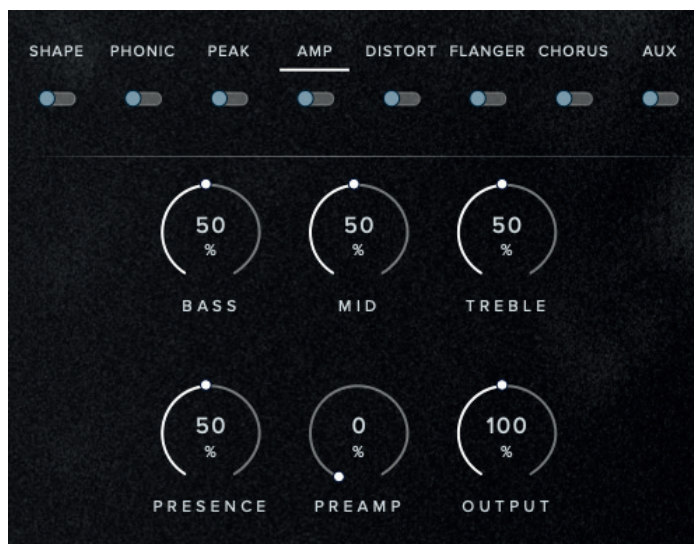 SHAPE PHONIC PEAK AMP DISTORT FLANGER CHORUS AUX
50 50 50
% % %
BASS MID TREBLE
50 0 100
% % %
PRESENCE PREAMP OUTPUT